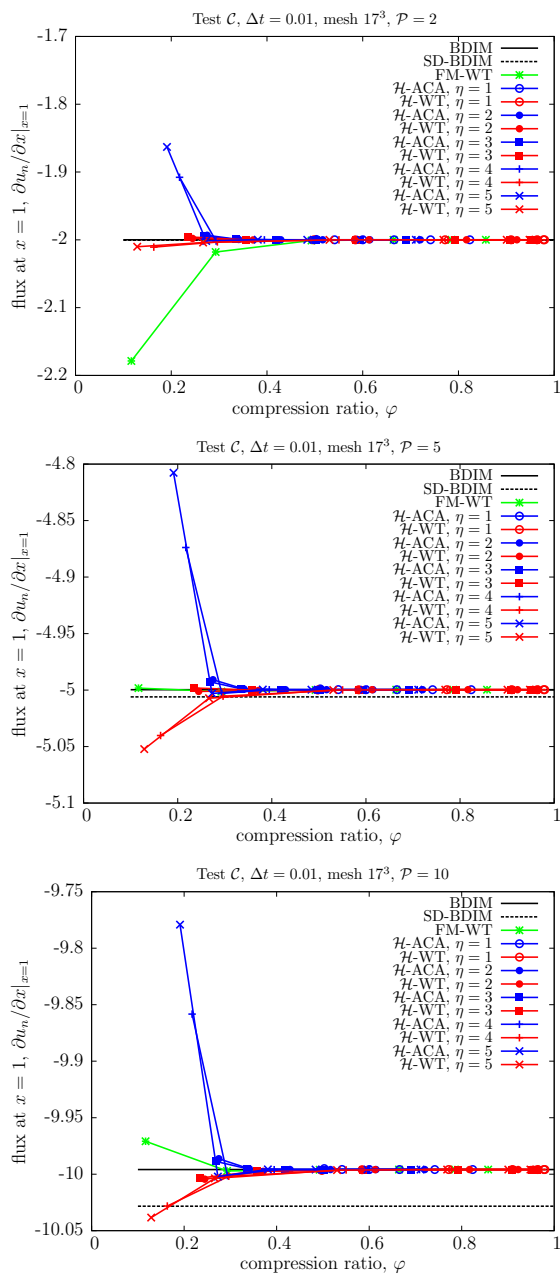 Test 𝒞, Δt = 0.01, mesh 17³, 𝒫 = 2
-1.7
-1.8
-1.9
-2
-2.1
-2.2
flux at x = 1, ∂uₙ/∂x|ₓ₌₁
BDIM
SD-BDIM
FM-WT
ℋ-ACA, η = 1
ℋ-WT, η = 1
ℋ-ACA, η = 2
ℋ-WT, η = 2
ℋ-ACA, η = 3
ℋ-WT, η = 3
ℋ-ACA, η = 4
ℋ-WT, η = 4
ℋ-ACA, η = 5
ℋ-WT, η = 5
0 0.2 0.4 0.6 0.8 1
compression ratio, φ
Test 𝒞, Δt = 0.01, mesh 17³, 𝒫 = 5
-4.8
-4.85
-4.9
-4.95
-5
-5.05
-5.1
flux at x = 1, ∂uₙ/∂x|ₓ₌₁
BDIM
SD-BDIM
FM-WT
ℋ-ACA, η = 1
ℋ-WT, η = 1
ℋ-ACA, η = 2
ℋ-WT, η = 2
ℋ-ACA, η = 3
ℋ-WT, η = 3
ℋ-ACA, η = 4
ℋ-WT, η = 4
ℋ-ACA, η = 5
ℋ-WT, η = 5
0 0.2 0.4 0.6 0.8 1
compression ratio, φ
Test 𝒞, Δt = 0.01, mesh 17³, 𝒫 = 10
-9.75
-9.8
-9.85
-9.9
-9.95
-10
-10.05
flux at x = 1, ∂uₙ/∂x|ₓ₌₁
BDIM
SD-BDIM
FM-WT
ℋ-ACA, η = 1
ℋ-WT, η = 1
ℋ-ACA, η = 2
ℋ-WT, η = 2
ℋ-ACA, η = 3
ℋ-WT, η = 3
ℋ-ACA, η = 4
ℋ-WT, η = 4
ℋ-ACA, η = 5
ℋ-WT, η = 5
0 0.2 0.4 0.6 0.8 1
compression ratio, φ